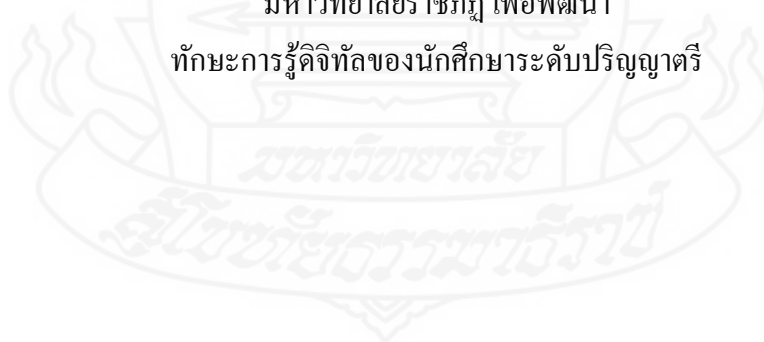 มหาวิทยาลัยราชภัฏ เพื่อพัฒนา
ทักษะการรู้ดิจิทัลของนักศึกษาระดับปริญญาตรี
มหาวิทยาลัย
สุโขทัยธรรมาธิราช